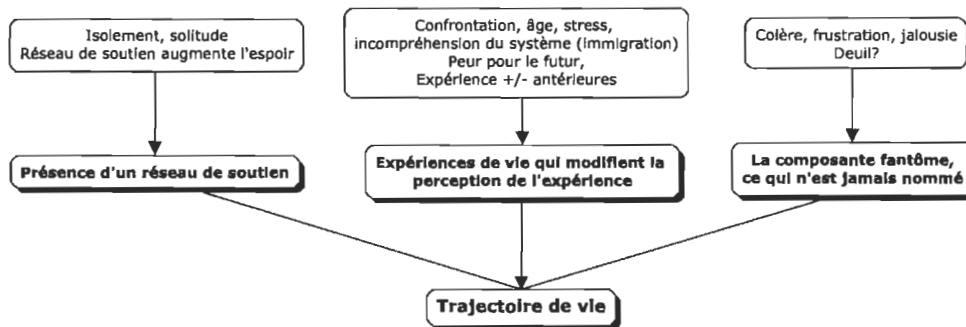 Isolement, solitude
Réseau de soutien augmente l'espoir
Confrontation, âge, stress,
incompréhension du système (immigration)
Peur pour le futur,
Expérience +/- antérieures
Colère, frustration, jalousie
Deuil?
Présence d'un réseau de soutien
Expériences de vie qui modifient la
perception de l'expérience
La composante fantôme,
ce qui n'est jamais nommé
Trajectoire de vie